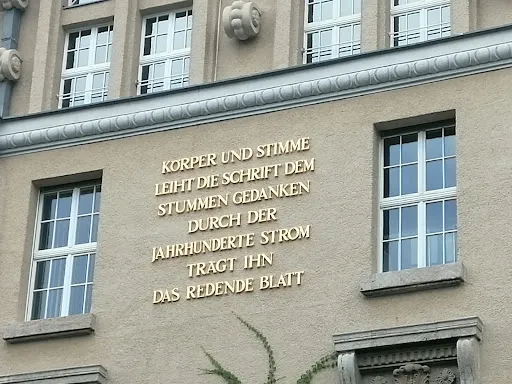 KÖRPER UND STIMME
LEIHT DIE SCHRIFT DEM
STUMMEN GEDANKEN
DURCH DER
JAHRHUNDERTE STROM
TRÄGT IHN
DAS REDENDE BLATT